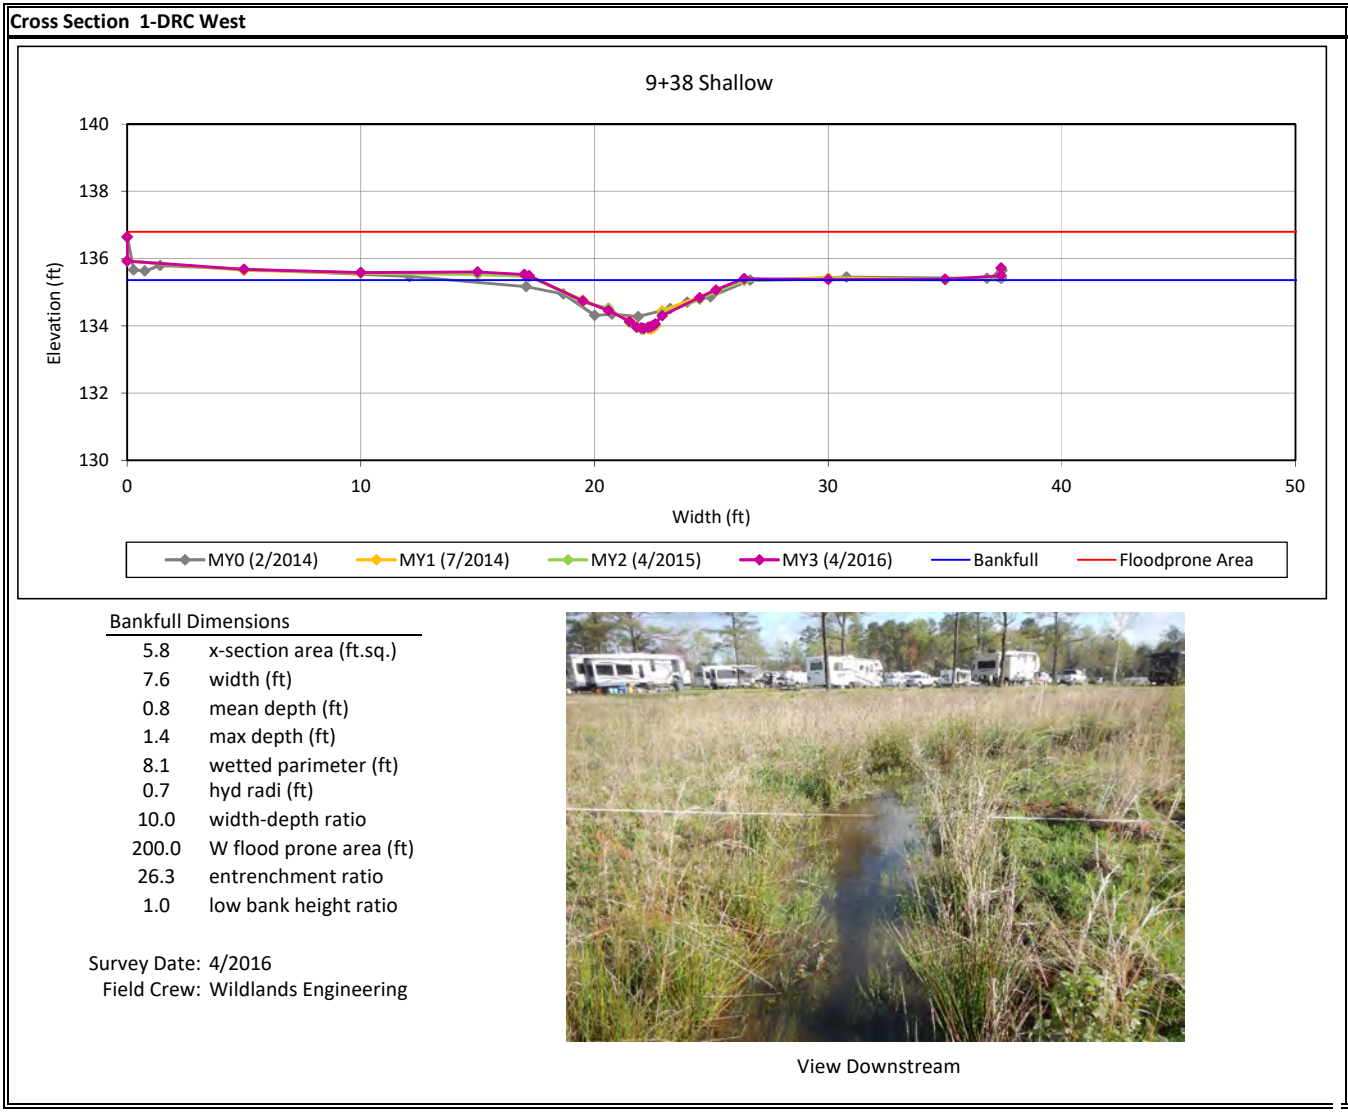 Cross Section 1-DRC West
9+38 Shallow
140
138
136
134
132
130
Elevation (ft)
0 10 20 30 40 50
Width (ft)
MY0 (2/2014) MY1 (7/2014) MY2 (4/2015) MY3 (4/2016) Bankfull Floodprone Area
Bankfull Dimensions
5.8 x-section area (ft.sq.)
7.6 width (ft)
0.8 mean depth (ft)
1.4 max depth (ft)
8.1 wetted parimeter (ft)
0.7 hyd radi (ft)
10.0 width-depth ratio
200.0 W flood prone area (ft)
26.3 entrenchment ratio
1.0 low bank height ratio
Survey Date: 4/2016
Field Crew: Wildlands Engineering
View Downstream